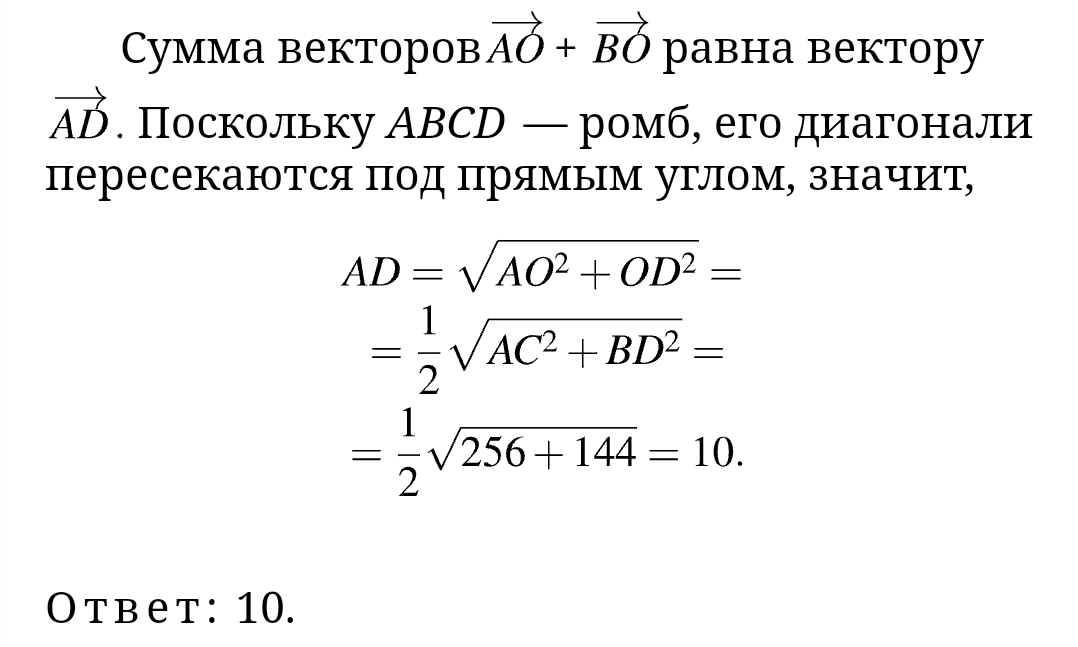 Сумма векторов $\overrightarrow{AO}$ + $\overrightarrow{BO}$ равна вектору
$\overrightarrow{AD}$. Поскольку ABCD — ромб, его диагонали
пересекаются под прямым углом, значит,
$AD = \sqrt{AO^2 + OD^2} =$
$= \frac{1}{2}\sqrt{AC^2 + BD^2} =$
$= \frac{1}{2}\sqrt{256 + 144} = 10.$
Ответ: 10.